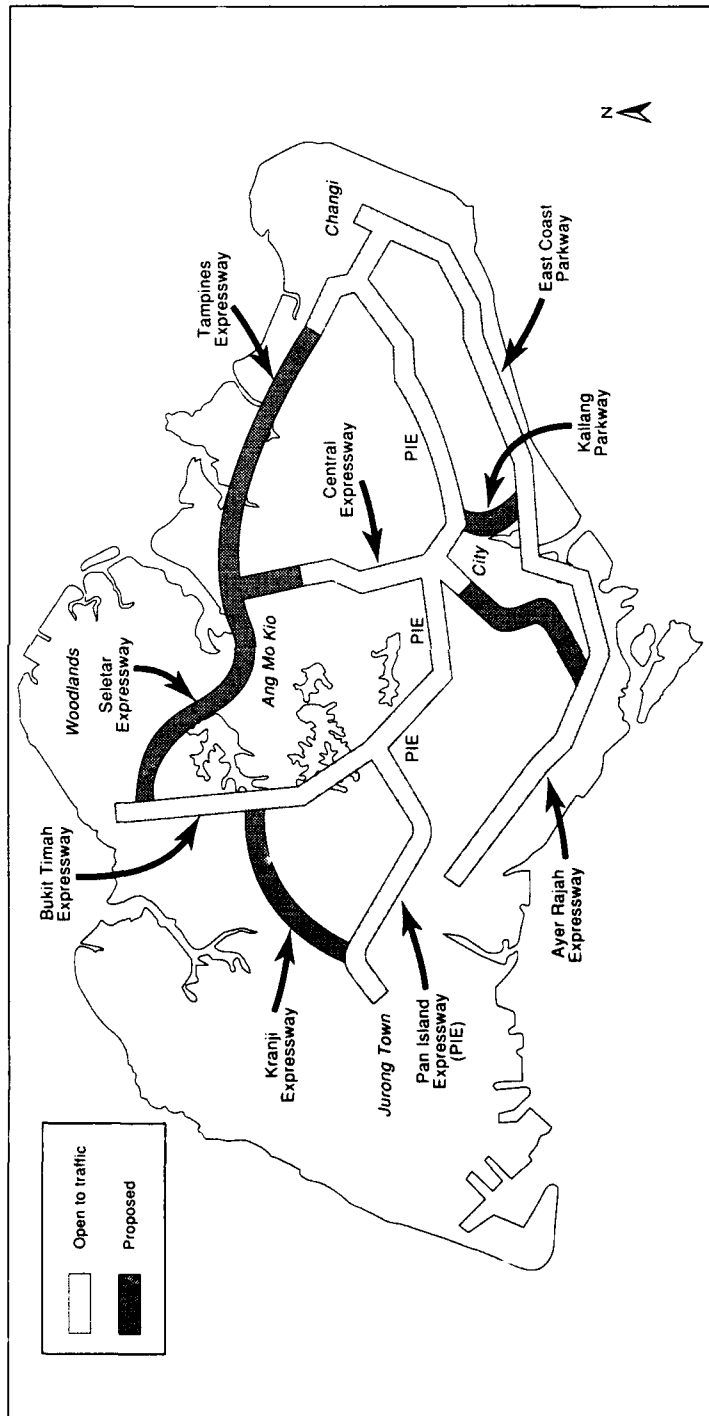 Open to traffic
Proposed
Bukit Timah
Expressway
Woodlands
Seletar
Expressway
Tampines
Expressway
Changi
Kranji
Expressway
Ang Mo Kio
Central
Expressway
PIE
PIE
PIE
Jurong Town
Pan Island
Expressway
(PIE)
City
Kallang
Parkway
East Coast
Parkway
Ayer Rajah
Expressway
N